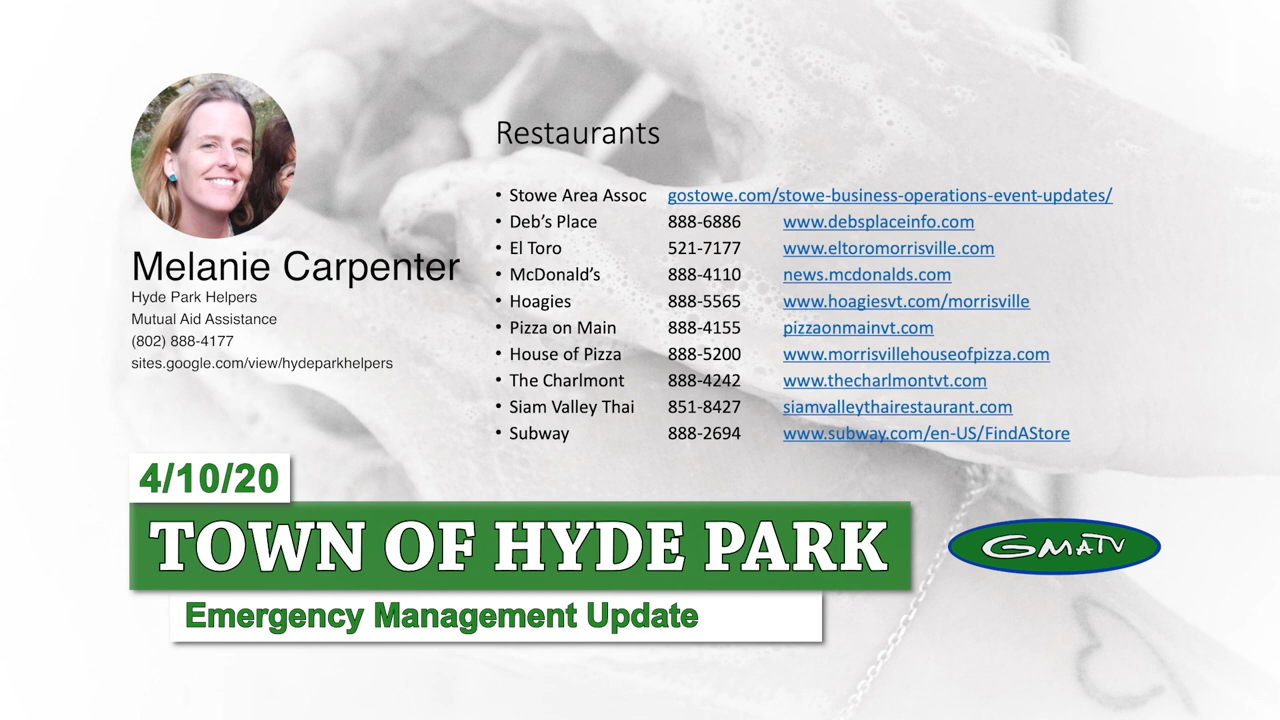 Melanie Carpenter
Hyde Park Helpers
Mutual Aid Assistance
(802) 888-4177
sites.google.com/view/hydeparkhelpers
Restaurants
• Stowe Area Assoc gostowe.com/stowe-business-operations-event-updates/
• Deb’s Place 888-6886 www.debsplaceinfo.com
• El Toro 521-7177 www.eltoromorrisville.com
• McDonald’s 888-4110 news.mcdonalds.com
• Hoagies 888-5565 www.hoagiesvt.com/morrisville
• Pizza on Main 888-4155 pizzaonmainvt.com
• House of Pizza 888-5200 www.morrisvillehouseofpizza.com
• The Charlmont 888-4242 www.thecharlmontvt.com
• Siam Valley Thai 851-8427 siamvalleythairestaurant.com
• Subway 888-2694 www.subway.com/en-US/FindAStore
4/10/20
TOWN OF HYDE PARK
GMATV
Emergency Management Update